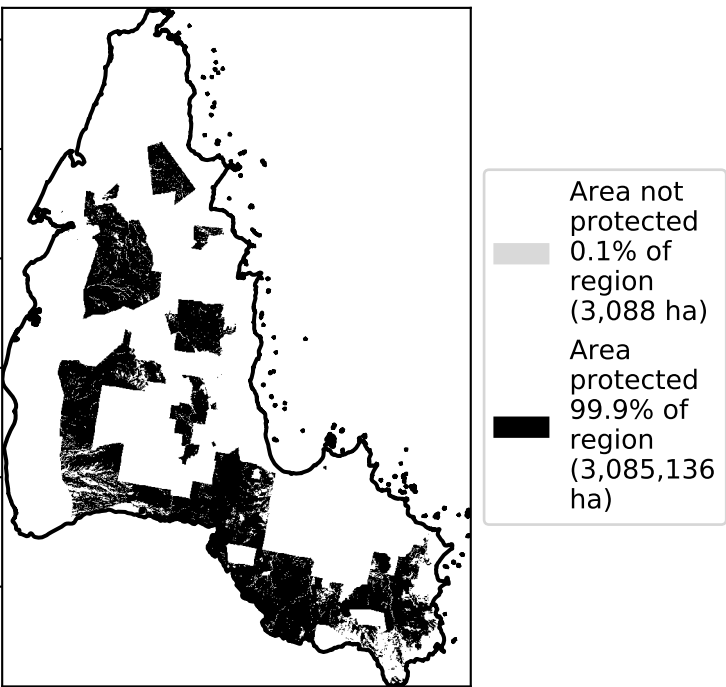 Area not
protected
0.1% of
region
(3,088 ha)
Area
protected
99.9% of
region
(3,085,136
ha)